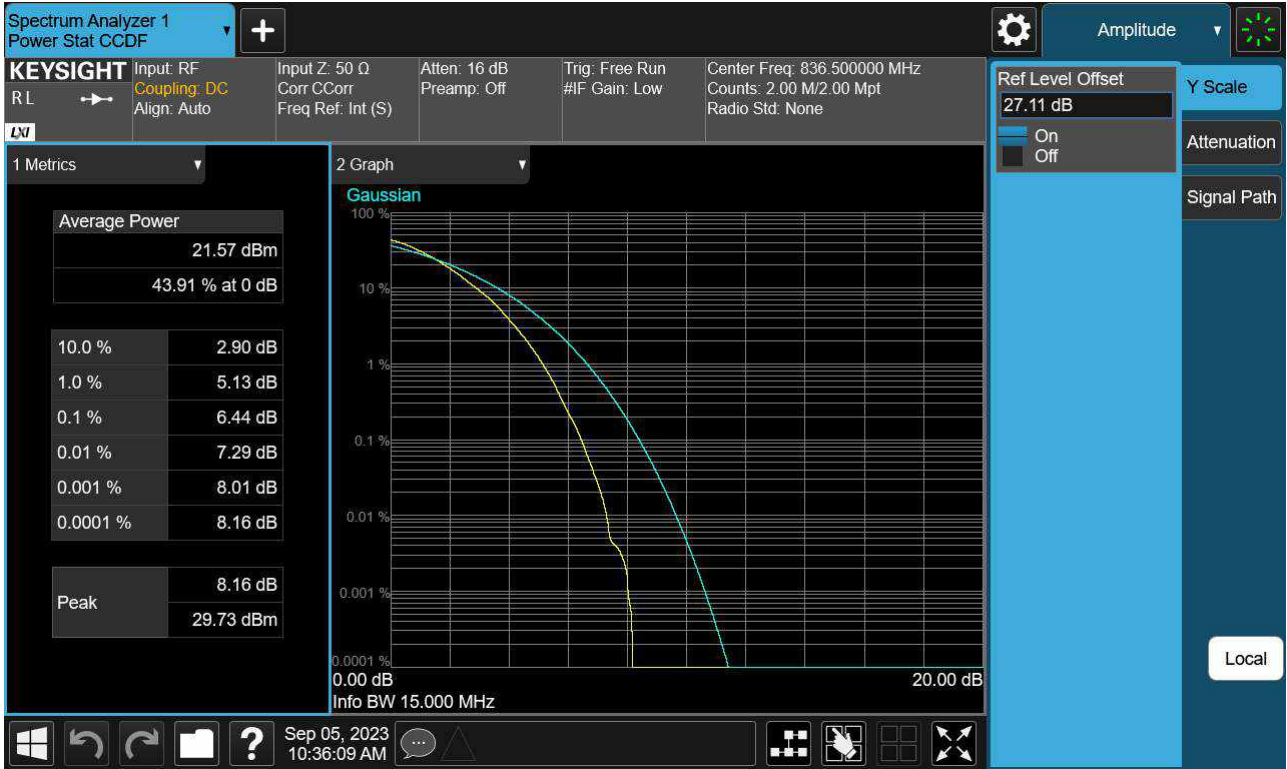 Spectrum Analyzer 1
Power Stat CCDF
Amplitude
KEYSIGHT
RL
LXI
Input: RF
Coupling: DC
Align: Auto
Input Z: 50 Ω
Corr CCorr
Freq Ref: Int (S)
Atten: 16 dB
Preamp: Off
Trig: Free Run
#IF Gain: Low
Center Freq: 836.500000 MHz
Counts: 2.00 M/2.00 Mpt
Radio Std: None
Ref Level Offset
27.11 dB
On
Off
Y Scale
Attenuation
Signal Path
Local
1 Metrics
Average Power
21.57 dBm
43.91 % at 0 dB
10.0 % 2.90 dB
1.0 % 5.13 dB
0.1 % 6.44 dB
0.01 % 7.29 dB
0.001 % 8.01 dB
0.0001 % 8.16 dB
Peak
8.16 dB
29.73 dBm
2 Graph
Gaussian
100 %
10 %
1 %
0.1 %
0.01 %
0.001 %
0.0001 %
0.00 dB 20.00 dB
Info BW 15.000 MHz
?
Sep 05, 2023
10:36:09 AM